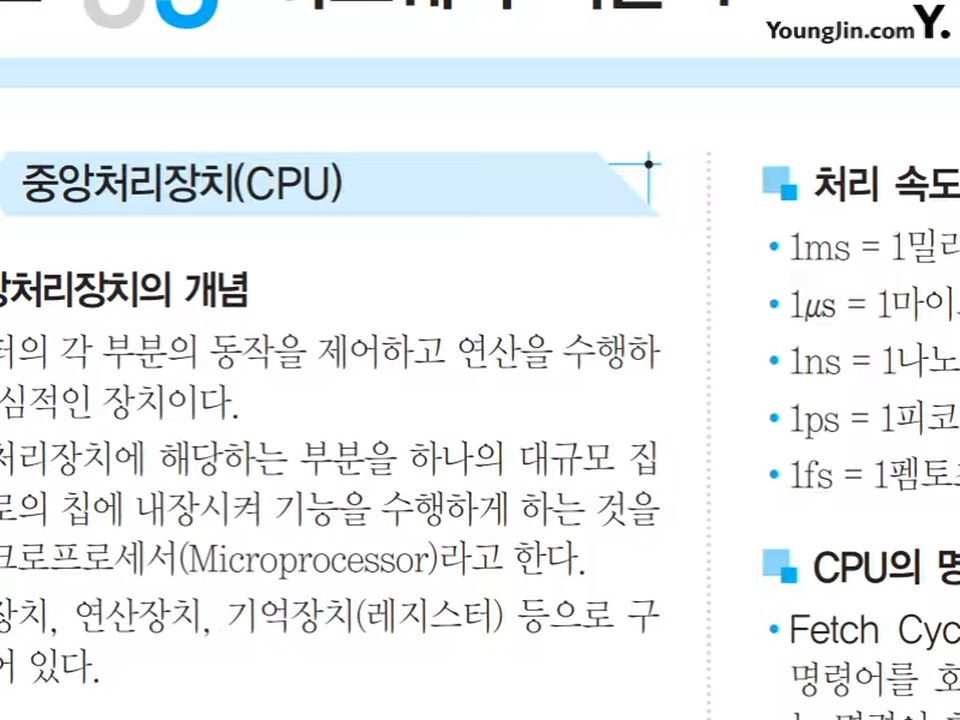 YoungJin.com Y.
중앙처리장치(CPU)
처리장치의 개념
의 각 부분의 동작을 제어하고 연산을 수행하
심적인 장치이다.
처리장치에 해당하는 부분을 하나의 대규모 집
의 칩에 내장시켜 기능을 수행하게 하는 것을
크로프로세서(Microprocessor)라고 한다.
장치, 연산장치, 기억장치(레지스터) 등으로 구
있다.
처리 속도
• 1ms = 1밀리
• 1μs = 1마이
• 1ns = 1나노
• 1ps = 1피코
• 1fs = 1펨토
CPU의 명
• Fetch Cyc
명령어를 호